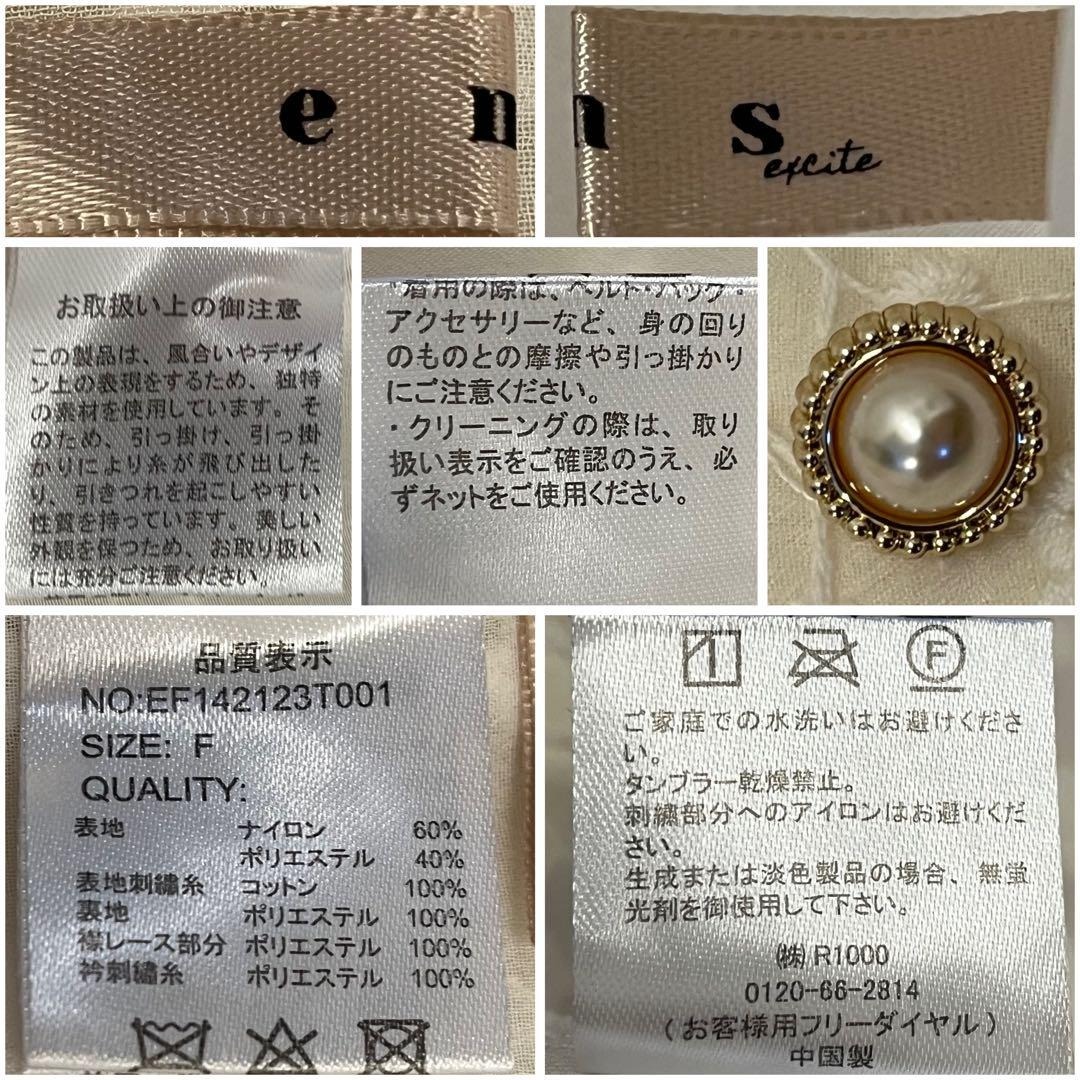 e n
n s
excite
お取扱い上の御注意
この製品は、風合いやデザイ
ン上の表現をするため、独特
の素材を使用しています。そ
のため、引っ掛け、引っ掛
かりにより糸が飛び出した
り、引きつれを起こしやすい
性質を持っています。美しい
外観を保つため、お取り扱い
には充分ご注意ください。
・着用の際は、ベルト・バッグ・
アクセサリーなど、身の回り
のものとの摩擦や引っ掛かり
にご注意ください。
・クリーニングの際は、取り
扱い表示をご確認のうえ、必
ずネットをご使用ください。
品質表示
NO:EF142123T001
SIZE: F
QUALITY:
表地 ナイロン 60%
ポリエステル 40%
表地刺繍糸 コットン 100%
裏地 ポリエステル 100%
襟レース部分 ポリエステル 100%
衿刺繍糸 ポリエステル 100%
F
ご家庭での水洗いはお避けくださ
い。
タンブラー乾燥禁止。
刺繍部分へのアイロンはお避けくだ
さい。
生成または淡色製品の場合、無蛍
光剤を御使用して下さい。
㈱ R1000
0120-66-2814
(お客様用フリーダイヤル)
中国製